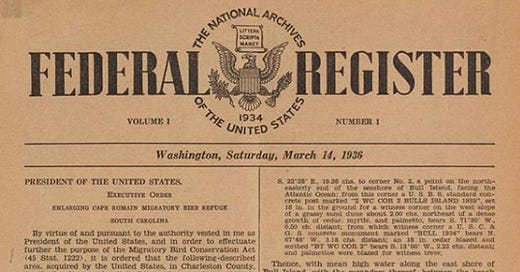 THE NATIONAL ARCHIVES
LITTERA
SCRIPTA
MANET
FEDERAL REGISTER
1934
OF THE UNITED STATES
VOLUME I
NUMBER 1
Washington, Saturday, March 14, 1936
PRESIDENT OF THE UNITED STATES.
EXECUTIVE ORDER
ENLARGING CAPE ROMAIN MIGRATORY BIRD REFUGE
SOUTH CAROLINA
By virtue of and pursuant to the authority vested in me as
President of the United States, and in order to effectively
further the purpose of the Migratory Bird Conservation Act
(45 Stat. 1222), it is ordered that the following-described
area, acquired by the United States, in Charleston County,
S. 22°28' E., 10.26 chs. to corner No. 2, a point on the north-
easterly end of the seashore of Bull Island, facing the
Atlantic Ocean; from this corner a U. S. B. S. standard con-
crete post marked "2 WC COR 2 BULLS ISLAND 1935", set
18 in. in the ground for a witness corner on the west slope
of a grassy sand dune about 2.00 chs. northeast of a dense
growth of cedar, myrtle, and palmetto, bears S. 71°30' W.,
0.50 ch. distant; from which witness corner a U. S. C. &
G. S. concrete monument marked "BULL 1934" bears N.
57°46' W., 3.18 chs. distant; an 18 in. cedar blazed and
scribed "BT WC COR 2" bears S. 13°00' W., 2.23 chs. distant;
and palmettos were blazed for witness trees;
Thence, with mean high water along the east shore of